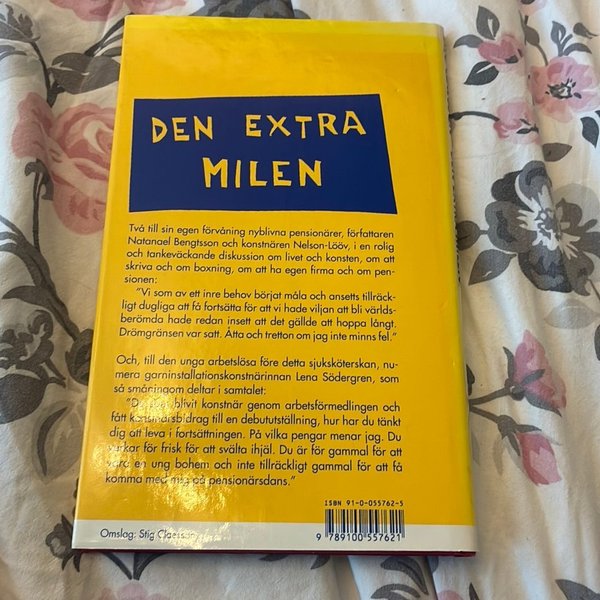 DEN EXTRA
MILEN
Två till sin egen förvåning nyblivna pensionärer, författaren
Natanael Bengtsson och konstnären Nelson-Lööv, i en rolig
och tankeväckande diskussion om livet och konsten, om att
skriva och om boxning, om att ha egen firma och om pen-
sionen:
"Vi som av ett inre behov börjat måla och ansetts tillräck-
ligt dugliga att få fortsätta för att vi hade viljan att bli världs-
berömda hade redan insett att det gällde att hoppa långt.
Drömgränsen var satt. Åtta och tretton om jag inte minns fel."
Och, till den unga arbetslösa före detta sjuksköterskan, nu-
mera garninstallationskonstnärinnan Lena Södergren, som
så småningom deltar i samtalet:
blivit konstnär genom arbetsförmedlingen och
fått konstnärsbidrag till en debututställning, hur har du tänkt
dig att leva i fortsättningen. På vilka pengar menar jag. Du
verkar för frisk för att svälta ihjäl. Du är för gammal för att
vara en ung bohem och inte tillräckligt gammal för att få
komma med mig på pensionärsdans."
ISBN 91-0-055762-5
9 789100 557621
Omslag: Stig Claesson